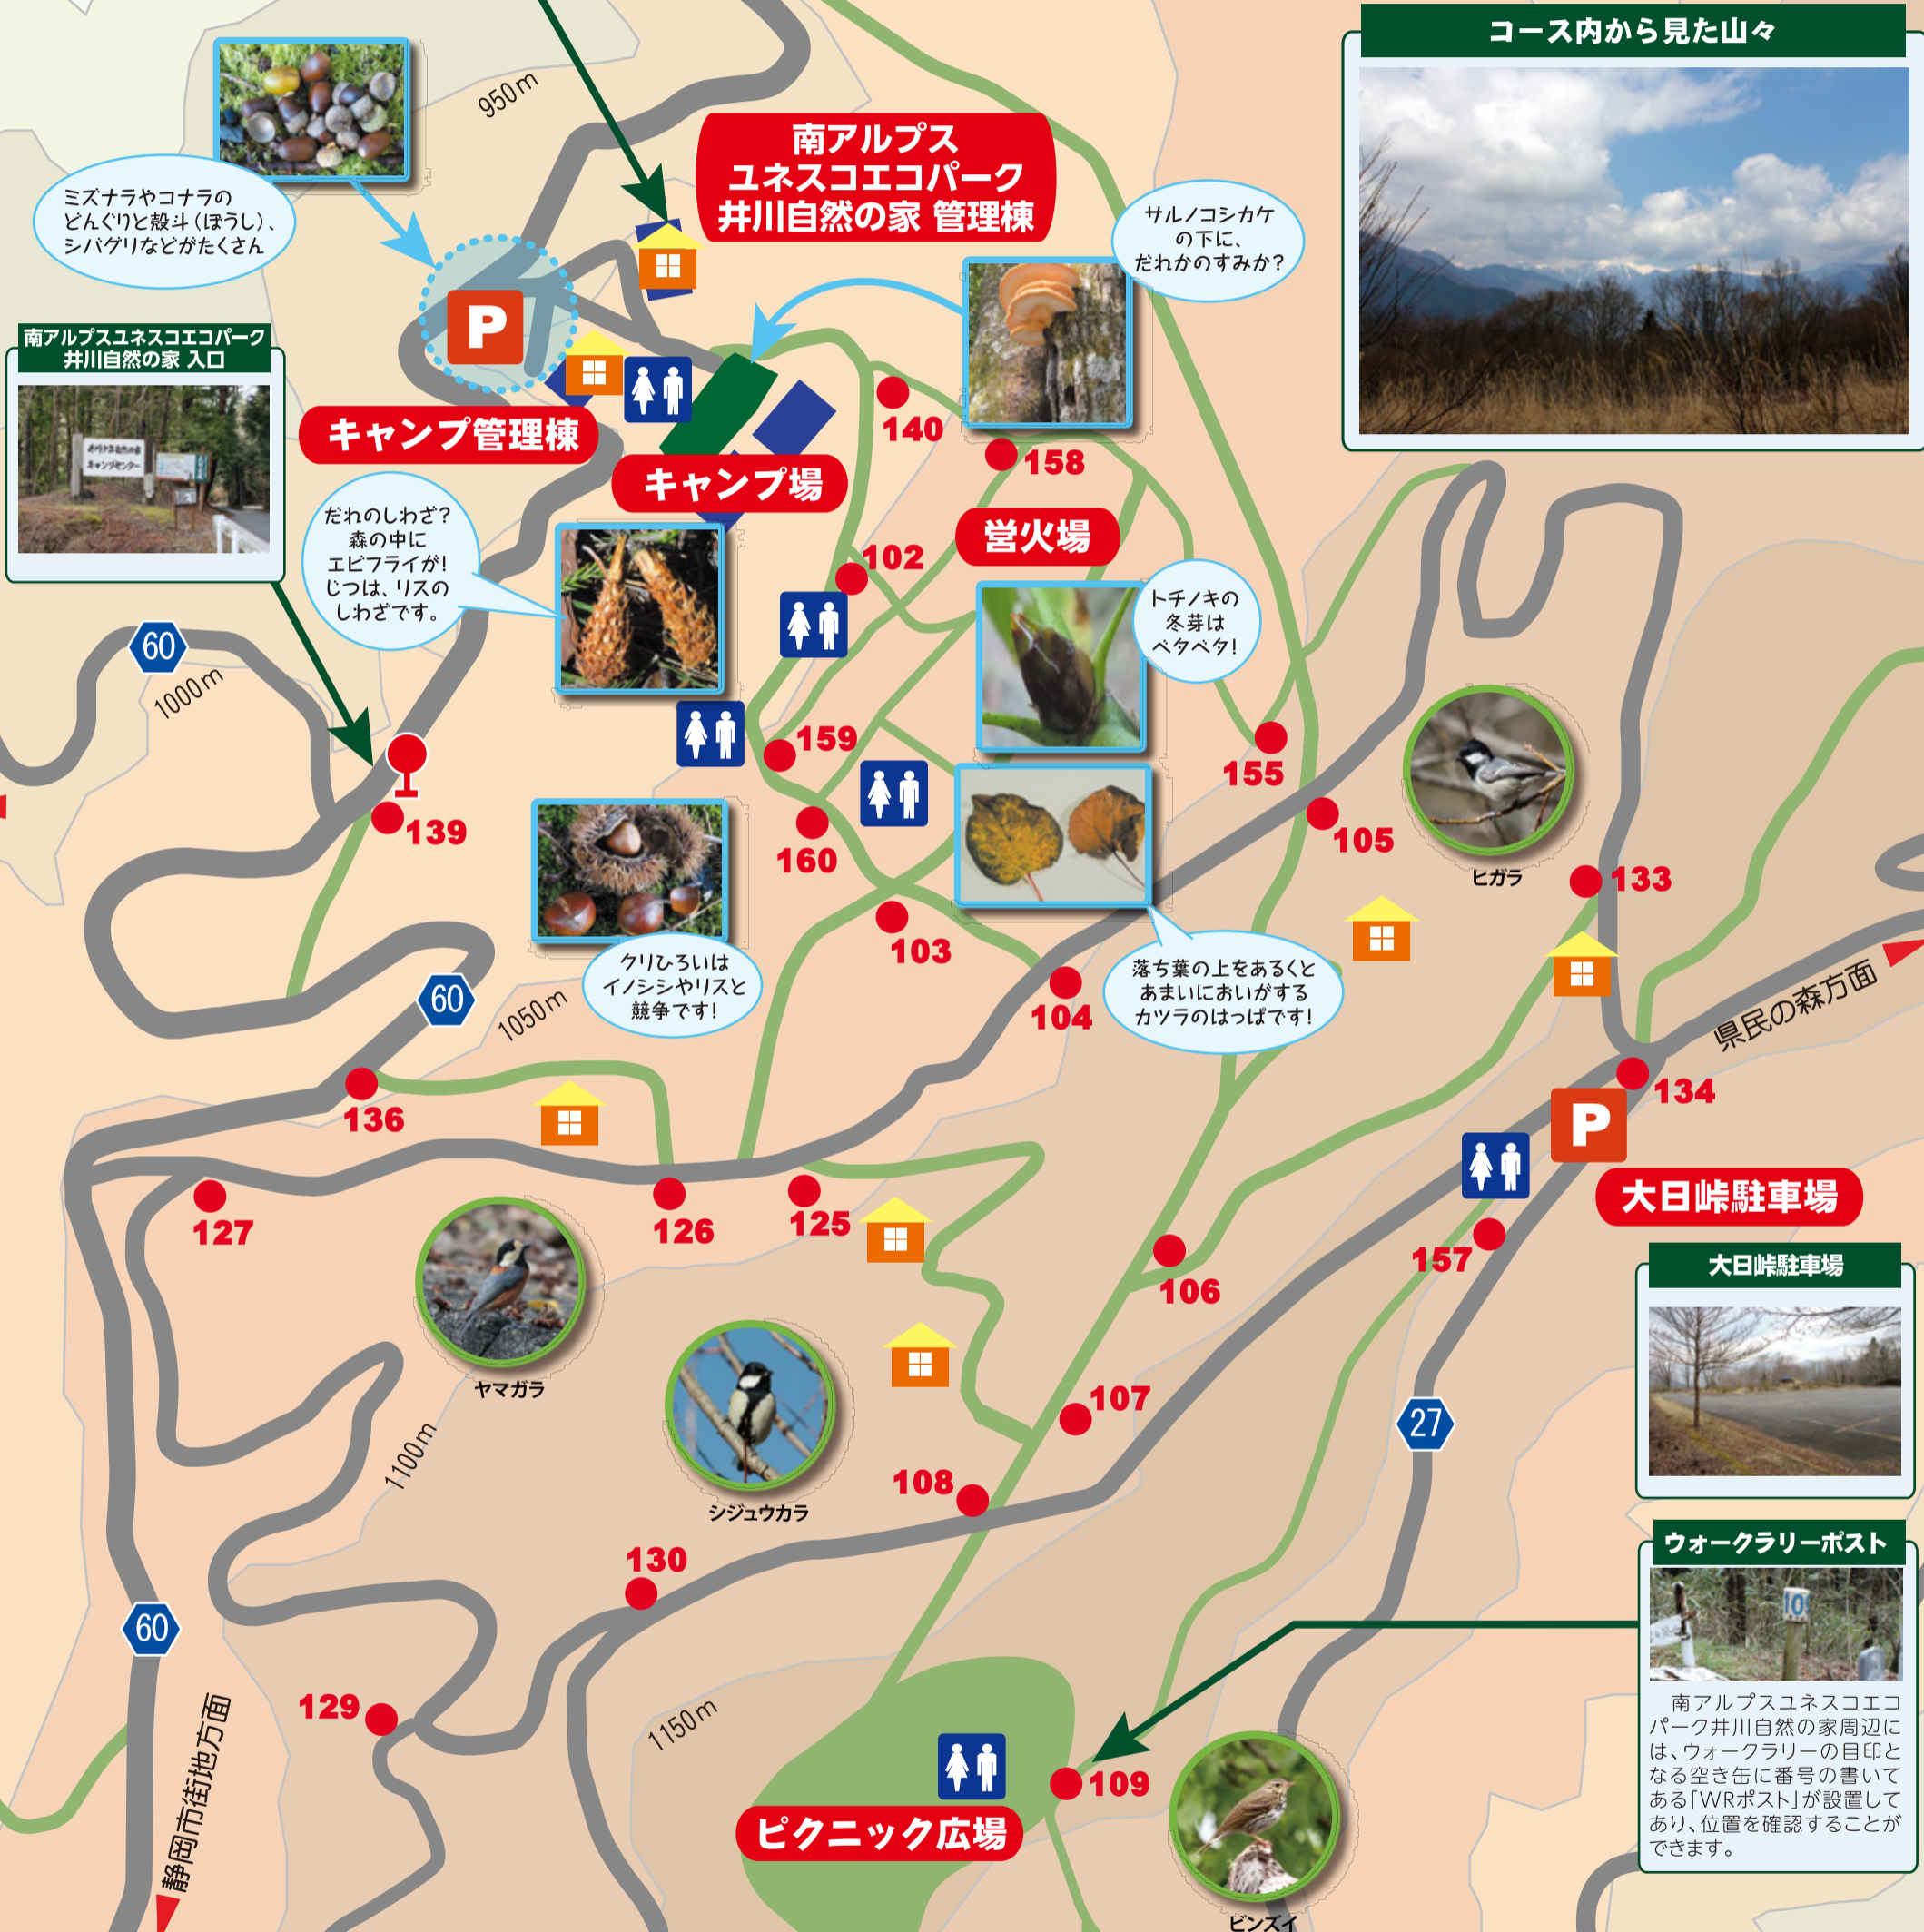 コース内から見た山々
950m
南アルプス
ユネスコエコパーク
井川自然の家 管理棟
ミズナラやコナラの
どんぐりと殻斗（ぼうし）、
シバグリなどがたくさん
サルノコシカケ
の下に、
だれかのすみか?
P
南アルプスユネスコエコパーク
井川自然の家 入口
キャンプセンター
キャンプ管理棟
キャンプ場
140
158
営火場
だれのしわざ?
森の中に
エビフライが!
じつは、リスの
しわざです。
102
トチノキの
冬芽は
ベタベタ!
60
1000m
159
155
139
160
105
ヒガラ
133
103
クリひろいは
イノシシやリスと
競争です!
60
1050m
104
落ち葉の上をあるくと
あまいにおいがする
カツラのはっぱです!
県民の森方面
136
134
P
大日峠駐車場
127
126
125
106
157
大日峠駐車場
ヤマガラ
シジュウカラ
107
27
1100m
108
130
ウォークラリーポスト
10
南アルプスユネスコエコ
パーク井川自然の家周辺に
は、ウォークラリーの目印と
なる空き缶に番号の書いて
ある「WRポスト」が設置して
あり、位置を確認することが
できます。
60
129
1150m
静岡市街地方面
109
ピクニック広場
ビンズイ